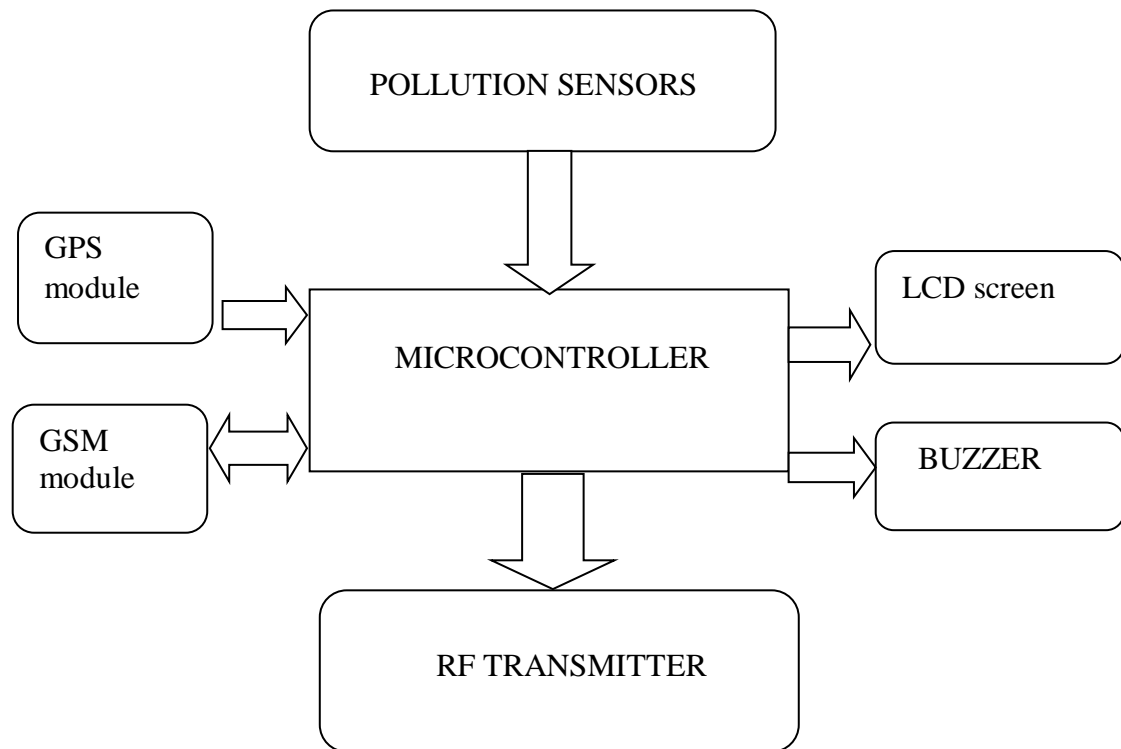 POLLUTION SENSORS
GPS
module
LCD screen
MICROCONTROLLER
GSM
module
BUZZER
RF TRANSMITTER